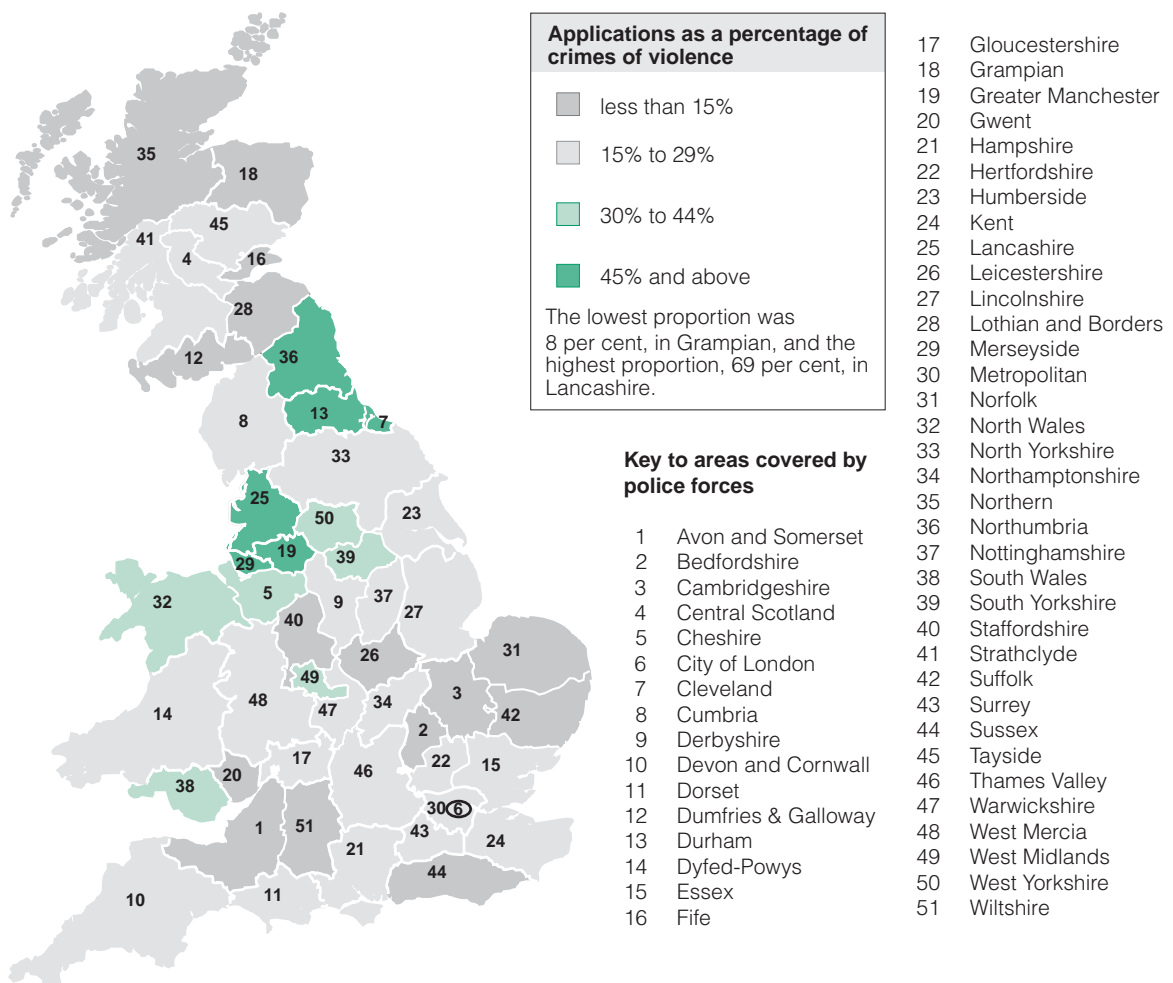 Applications as a percentage of
crimes of violence
less than 15%
15% to 29%
30% to 44%
45% and above
The lowest proportion was
8 per cent, in Grampian, and the
highest proportion, 69 per cent, in
Lancashire.
35
18
45
41
4
16
28
12
36
13
7
8
33
25
50
23
19
29
39
32
5
9
37
27
40
26
31
49
3
48
47
34
42
14
2
17
22
15
46
38
20
30
6
1
51
43
24
21
44
11
10
Key to areas covered by
police forces
1 Avon and Somerset
2 Bedfordshire
3 Cambridgeshire
4 Central Scotland
5 Cheshire
6 City of London
7 Cleveland
8 Cumbria
9 Derbyshire
10 Devon and Cornwall
11 Dorset
12 Dumfries & Galloway
13 Durham
14 Dyfed-Powys
15 Essex
16 Fife
17 Gloucestershire
18 Grampian
19 Greater Manchester
20 Gwent
21 Hampshire
22 Hertfordshire
23 Humberside
24 Kent
25 Lancashire
26 Leicestershire
27 Lincolnshire
28 Lothian and Borders
29 Merseyside
30 Metropolitan
31 Norfolk
32 North Wales
33 North Yorkshire
34 Northamptonshire
35 Northern
36 Northumbria
37 Nottinghamshire
38 South Wales
39 South Yorkshire
40 Staffordshire
41 Strathclyde
42 Suffolk
43 Surrey
44 Sussex
45 Tayside
46 Thames Valley
47 Warwickshire
48 West Mercia
49 West Midlands
50 West Yorkshire
51 Wiltshire